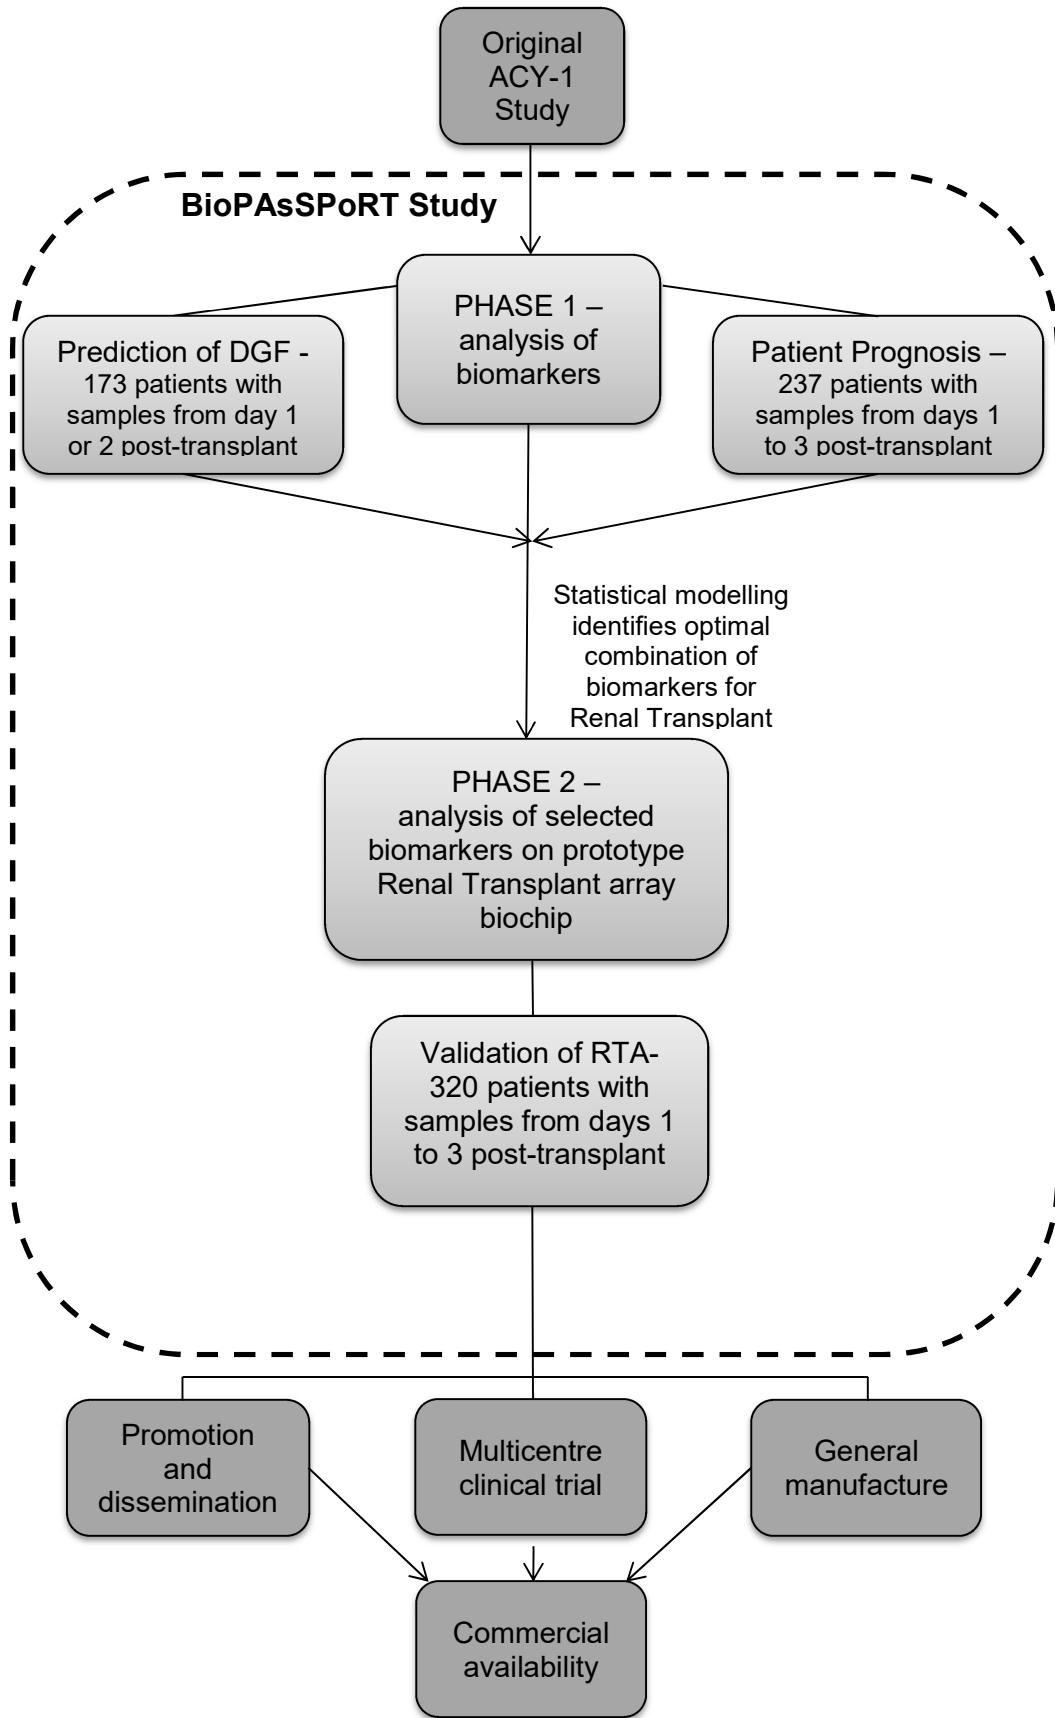 Original
ACY-1
Study
BioPAsSPoRT Study
PHASE 1 –
analysis of
biomarkers
Prediction of DGF -
173 patients with
samples from day 1
or 2 post-transplant
Patient Prognosis –
237 patients with
samples from days 1
to 3 post-transplant
Statistical modelling
identifies optimal
combination of
biomarkers for
Renal Transplant
PHASE 2 –
analysis of selected
biomarkers on prototype
Renal Transplant array
biochip
Validation of RTA-
320 patients with
samples from days 1
to 3 post-transplant
Promotion
and
dissemination
Multicentre
clinical trial
General
manufacture
Commercial
availability